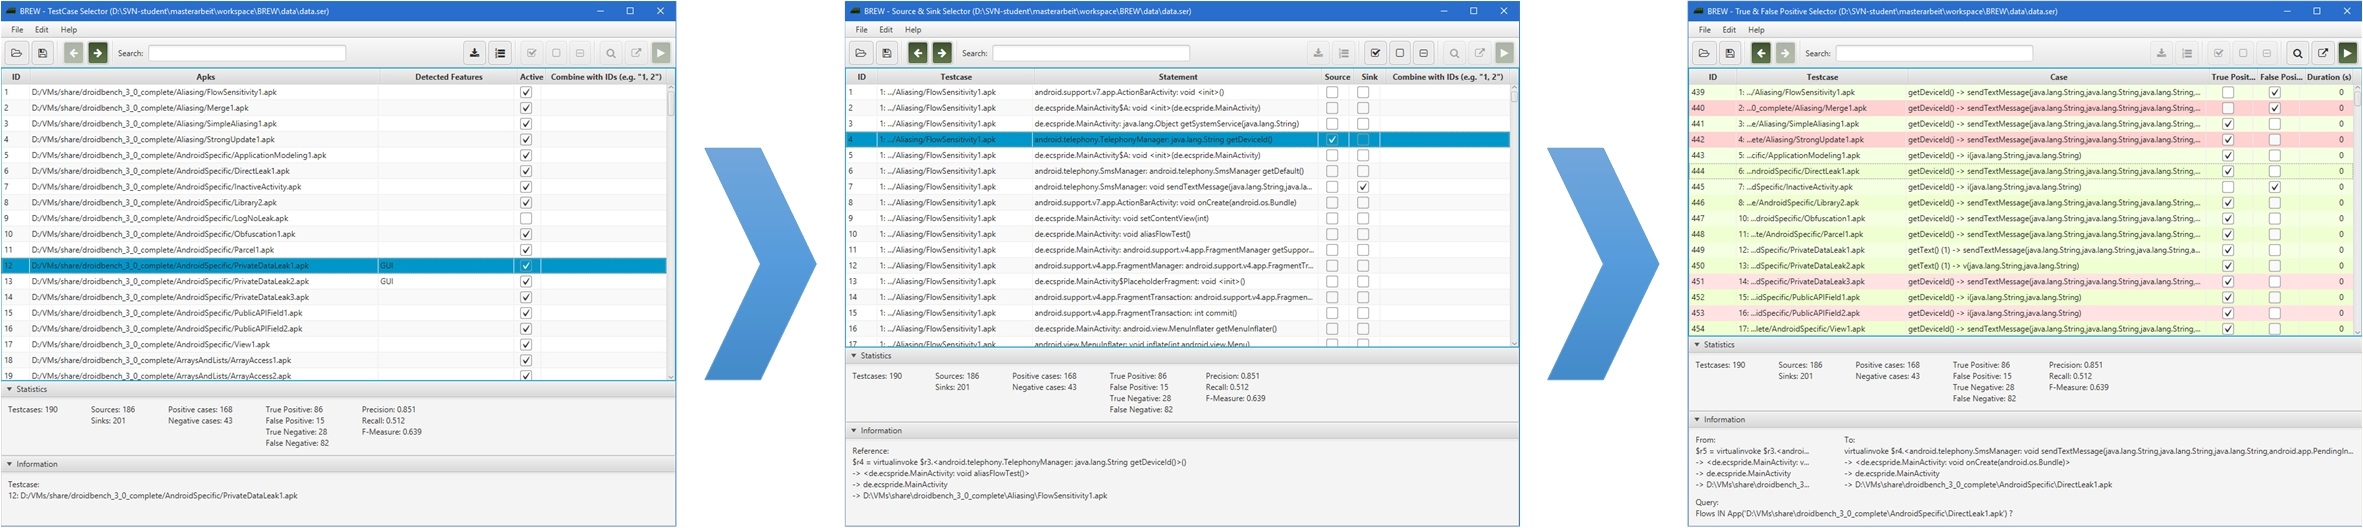 BREW - TestCase Selector (D:\SVN-student\masterarbeit\workspace\BREW\data\data.ser)
File Edit Help
Search:
ID Apks Detected Features Active Combine with IDs (e.g. "1, 2")
1 D:/VMs/share/droidbench_3_0_complete/Aliasing/FlowSensitivity1.apk
2 D:/VMs/share/droidbench_3_0_complete/Aliasing/Merge1.apk
3 D:/VMs/share/droidbench_3_0_complete/Aliasing/SimpleAliasing1.apk
4 D:/VMs/share/droidbench_3_0_complete/Aliasing/StrongUpdate1.apk
5 D:/VMs/share/droidbench_3_0_complete/AndroidSpecific/ApplicationModeling1.apk
6 D:/VMs/share/droidbench_3_0_complete/AndroidSpecific/DirectLeak1.apk
7 D:/VMs/share/droidbench_3_0_complete/AndroidSpecific/InactiveActivity.apk
8 D:/VMs/share/droidbench_3_0_complete/AndroidSpecific/Library2.apk
9 D:/VMs/share/droidbench_3_0_complete/AndroidSpecific/LogNoLeak.apk
10 D:/VMs/share/droidbench_3_0_complete/AndroidSpecific/Obfuscation1.apk
11 D:/VMs/share/droidbench_3_0_complete/AndroidSpecific/Parcel1.apk
12 D:/VMs/share/droidbench_3_0_complete/AndroidSpecific/PrivateDataLeak1.apk GUI
13 D:/VMs/share/droidbench_3_0_complete/AndroidSpecific/PrivateDataLeak2.apk GUI
14 D:/VMs/share/droidbench_3_0_complete/AndroidSpecific/PrivateDataLeak3.apk
15 D:/VMs/share/droidbench_3_0_complete/AndroidSpecific/PublicAPIField1.apk
16 D:/VMs/share/droidbench_3_0_complete/AndroidSpecific/PublicAPIField2.apk
17 D:/VMs/share/droidbench_3_0_complete/AndroidSpecific/View1.apk
18 D:/VMs/share/droidbench_3_0_complete/ArraysAndLists/ArrayAccess1.apk
19 D:/VMs/share/droidbench_3_0_complete/ArraysAndLists/ArrayAccess2.apk
Statistics
Testcases: 190 Sources: 186 Positive cases: 168 True Positive: 86 Precision: 0.851
Sinks: 201 Negative cases: 43 False Positive: 15 Recall: 0.512
True Negative: 28 F-Measure: 0.639
False Negative: 82
Information
Testcase:
12: D:/VMs/share/droidbench_3_0_complete/AndroidSpecific/PrivateDataLeak1.apk
BREW - Source & Sink Selector (D:\SVN-student\masterarbeit\workspace\BREW\data\data.ser)
File Edit Help
Search:
ID Testcase Statement Source Sink Combine with IDs (e.g. "1, 2")
1 1: .../Aliasing/FlowSensitivity1.apk android.support.v7.app.ActionBarActivity: void <init>()
2 1: .../Aliasing/FlowSensitivity1.apk de.ecspride.MainActivity$A: void <init>(de.ecspride.MainActivity)
3 1: .../Aliasing/FlowSensitivity1.apk de.ecspride.MainActivity: java.lang.Object getSystemService(java.lang.String)
4 1: .../Aliasing/FlowSensitivity1.apk android.telephony.TelephonyManager: java.lang.String getDeviceId()
5 1: .../Aliasing/FlowSensitivity1.apk de.ecspride.MainActivity$A: void <init>(de.ecspride.MainActivity)
6 1: .../Aliasing/FlowSensitivity1.apk android.telephony.SmsManager: android.telephony.SmsManager getDefault()
7 1: .../Aliasing/FlowSensitivity1.apk android.telephony.SmsManager: void sendTextMessage(java.lang.String,java.la...
8 1: .../Aliasing/FlowSensitivity1.apk android.support.v7.app.ActionBarActivity: void onCreate(android.os.Bundle)
9 1: .../Aliasing/FlowSensitivity1.apk de.ecspride.MainActivity: void setContentView(int)
10 1: .../Aliasing/FlowSensitivity1.apk de.ecspride.MainActivity: void aliasFlowTest()
11 1: .../Aliasing/FlowSensitivity1.apk de.ecspride.MainActivity: android.support.v4.app.FragmentManager getSuppor...
12 1: .../Aliasing/FlowSensitivity1.apk android.support.v4.app.FragmentManager: android.support.v4.app.FragmentTr...
13 1: .../Aliasing/FlowSensitivity1.apk de.ecspride.MainActivity$PlaceholderFragment: void <init>()
14 1: .../Aliasing/FlowSensitivity1.apk android.support.v4.app.FragmentTransaction: android.support.v4.app.Fragmen...
15 1: .../Aliasing/FlowSensitivity1.apk android.support.v4.app.FragmentTransaction: int commit()
16 1: .../Aliasing/FlowSensitivity1.apk de.ecspride.MainActivity: android.view.MenuInflater getMenuInflater()
17 1: .../Aliasing/FlowSensitivity1.apk android.view.MenuInflater: void inflate(int,android.view.Menu)
Statistics
Testcases: 190 Sources: 186 Positive cases: 168 True Positive: 86 Precision: 0.851
Sinks: 201 Negative cases: 43 False Positive: 15 Recall: 0.512
True Negative: 28 F-Measure: 0.639
False Negative: 82
Information
Reference:
$r4 = virtualinvoke $r3.<android.telephony.TelephonyManager: java.lang.String getDeviceId()>()
-> <de.ecspride.MainActivity: void aliasFlowTest()>
-> de.ecspride.MainActivity
-> D:\VMs\share\droidbench_3_0_complete\Aliasing\FlowSensitivity1.apk
BREW - True & False Positive Selector (D:\SVN-student\masterarbeit\workspace\BREW\data\data.ser)
File Edit Help
Search:
ID Testcase Case True Posit... False Posi... Duration (s)
439 1: .../Aliasing/FlowSensitivity1.apk getDeviceId() -> sendTextMessage(java.lang.String,java.lang.String,java.lang.String,... 0
440 2: ...0_complete/Aliasing/Merge1.apk getDeviceId() -> sendTextMessage(java.lang.String,java.lang.String,java.lang.String,... 0
441 3: ...e/Aliasing/SimpleAliasing1.apk getDeviceId() -> sendTextMessage(java.lang.String,java.lang.String,java.lang.String,... 0
442 4: ...ete/Aliasing/StrongUpdate1.apk getDeviceId() -> sendTextMessage(java.lang.String,java.lang.String,java.lang.String,... 0
443 5: ...cific/ApplicationModeling1.apk getDeviceId() -> i(java.lang.String,java.lang.String) 0
444 6: ...ndroidSpecific/DirectLeak1.apk getDeviceId() -> sendTextMessage(java.lang.String,java.lang.String,java.lang.String,... 0
445 7: ...dSpecific/InactiveActivity.apk getDeviceId() -> i(java.lang.String,java.lang.String) 0
446 8: ...e/AndroidSpecific/Library2.apk getDeviceId() -> sendTextMessage(java.lang.String,java.lang.String,java.lang.String,... 0
447 10: ...droidSpecific/Obfuscation1.apk getDeviceId() -> sendTextMessage(java.lang.String,java.lang.String,java.lang.String,... 0
448 11: ...te/AndroidSpecific/Parcel1.apk getDeviceId() -> sendTextMessage(java.lang.String,java.lang.String,java.lang.String,... 0
449 12: ...dSpecific/PrivateDataLeak1.apk getText() (1) -> sendTextMessage(java.lang.String,java.lang.String,java.lang.String,a... 0
450 13: ...dSpecific/PrivateDataLeak2.apk getText() (1) -> v(java.lang.String,java.lang.String) 0
451 14: ...dSpecific/PrivateDataLeak3.apk getDeviceId() -> sendTextMessage(java.lang.String,java.lang.String,java.lang.String,... 0
452 15: ...idSpecific/PublicAPIField1.apk getDeviceId() -> i(java.lang.String,java.lang.String) 0
453 16: ...idSpecific/PublicAPIField2.apk getDeviceId() -> i(java.lang.String,java.lang.String) 0
454 17: ...lete/AndroidSpecific/View1.apk getDeviceId() -> sendTextMessage(java.lang.String,java.lang.String,java.lang.String,... 0
Statistics
Testcases: 190 Sources: 186 Positive cases: 168 True Positive: 86 Precision: 0.851
Sinks: 201 Negative cases: 43 False Positive: 15 Recall: 0.512
True Negative: 28 F-Measure: 0.639
False Negative: 82
Information
From: To:
$r5 = virtualinvoke $r3.<androi... virtualinvoke $r4.<android.telephony.SmsManager: void sendTextMessage(java.lang.String,java.lang.String,java.lang.String,android.app.PendingIn...
-> <de.ecspride.MainActivity: v... -> <de.ecspride.MainActivity: void onCreate(android.os.Bundle)>
-> de.ecspride.MainActivity -> de.ecspride.MainActivity
-> D:\VMs\share\droidbench_3... -> D:\VMs\share\droidbench_3_0_complete\AndroidSpecific\DirectLeak1.apk
Query:
Flows IN App('D:\VMs\share\droidbench_3_0_complete\AndroidSpecific\DirectLeak1.apk') ?